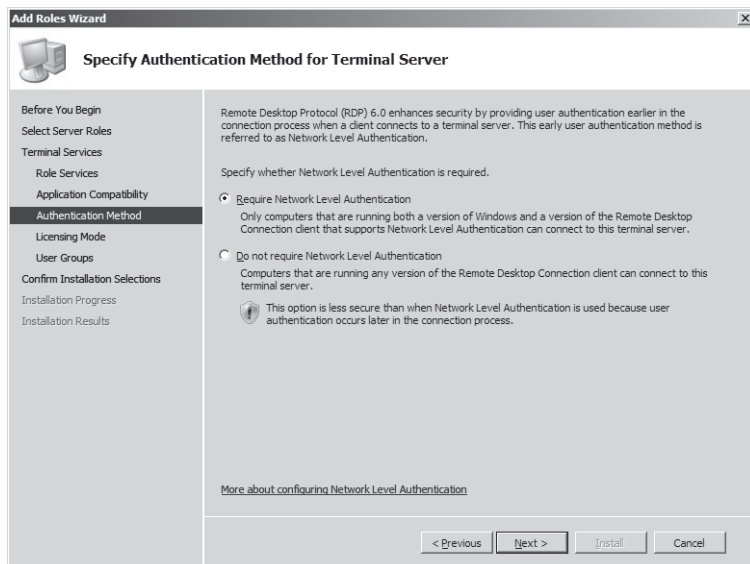 Add Roles Wizard
X
Specify Authentication Method for Terminal Server
Before You Begin
Select Server Roles
Terminal Services
Role Services
Application Compatibility
Authentication Method
Licensing Mode
User Groups
Confirm Installation Selections
Installation Progress
Installation Results
Remote Desktop Protocol (RDP) 6.0 enhances security by providing user authentication earlier in the
connection process when a client connects to a terminal server. This early user authentication method is
referred to as Network Level Authentication.
Specify whether Network Level Authentication is required.
Require Network Level Authentication
Only computers that are running both a version of Windows and a version of the Remote Desktop
Connection client that supports Network Level Authentication can connect to this terminal server.
Do not require Network Level Authentication
Computers that are running any version of the Remote Desktop Connection client can connect to this
terminal server.
This option is less secure than when Network Level Authentication is used because user
authentication occurs later in the connection process.
More about configuring Network Level Authentication
< Previous
Next >
Install
Cancel